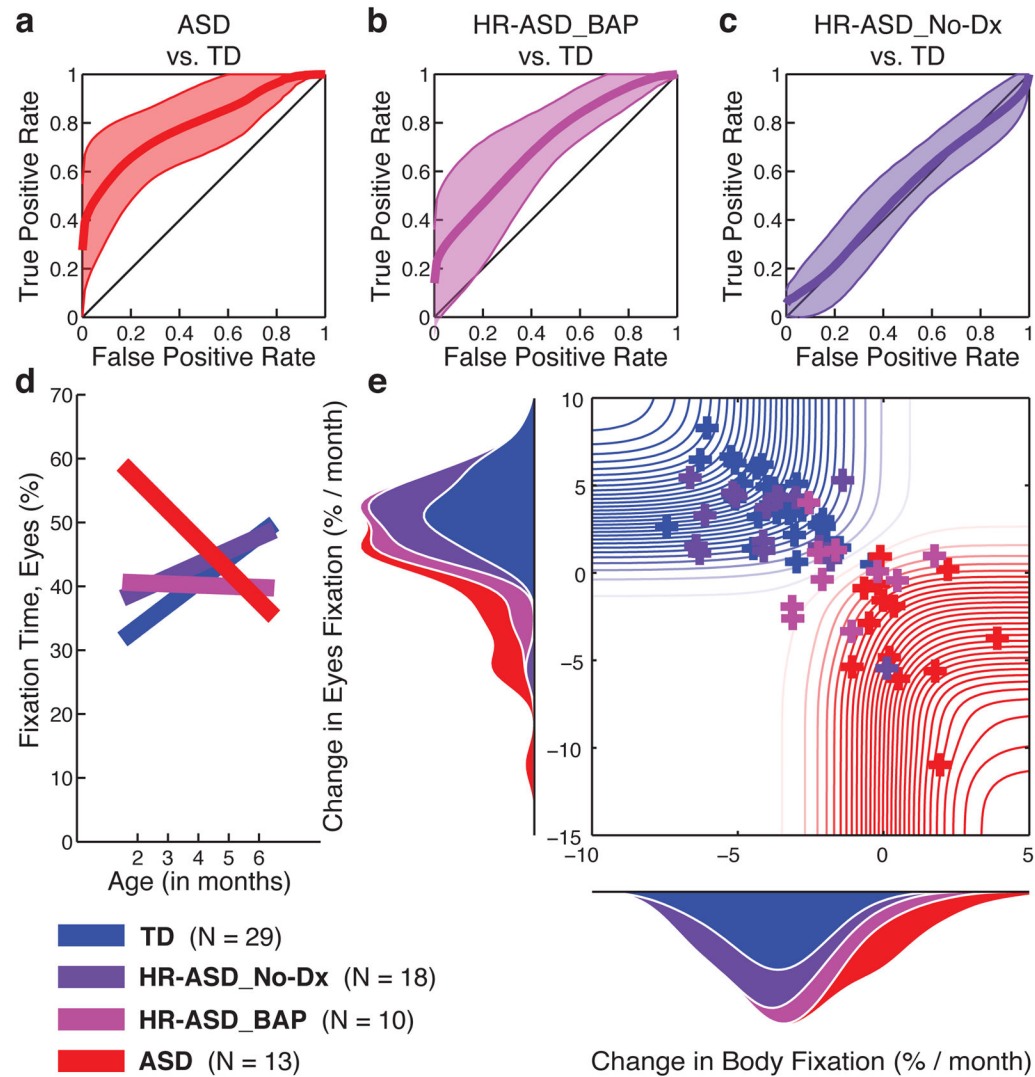 a
ASD
vs. TD
b
HR-ASD_BAP
vs. TD
c
HR-ASD_No-Dx
vs. TD
True Positive Rate
1
0.8
0.6
0.4
0.2
0
0 0.2 0.4 0.6 0.8 1
False Positive Rate
True Positive Rate
1
0.8
0.6
0.4
0.2
0
0 0.2 0.4 0.6 0.8 1
False Positive Rate
True Positive Rate
1
0.8
0.6
0.4
0.2
0
0 0.2 0.4 0.6 0.8 1
False Positive Rate
d
Fixation Time, Eyes (%)
70
60
50
40
30
20
10
0
2 3 4 5 6
Age (in months)
e
Change in Eyes Fixation (% / month)
10
5
0
−5
−10
−15
−10 −5 0 5
Change in Body Fixation (% / month)
TD (N = 29)
HR-ASD_No-Dx (N = 18)
HR-ASD_BAP (N = 10)
ASD (N = 13)